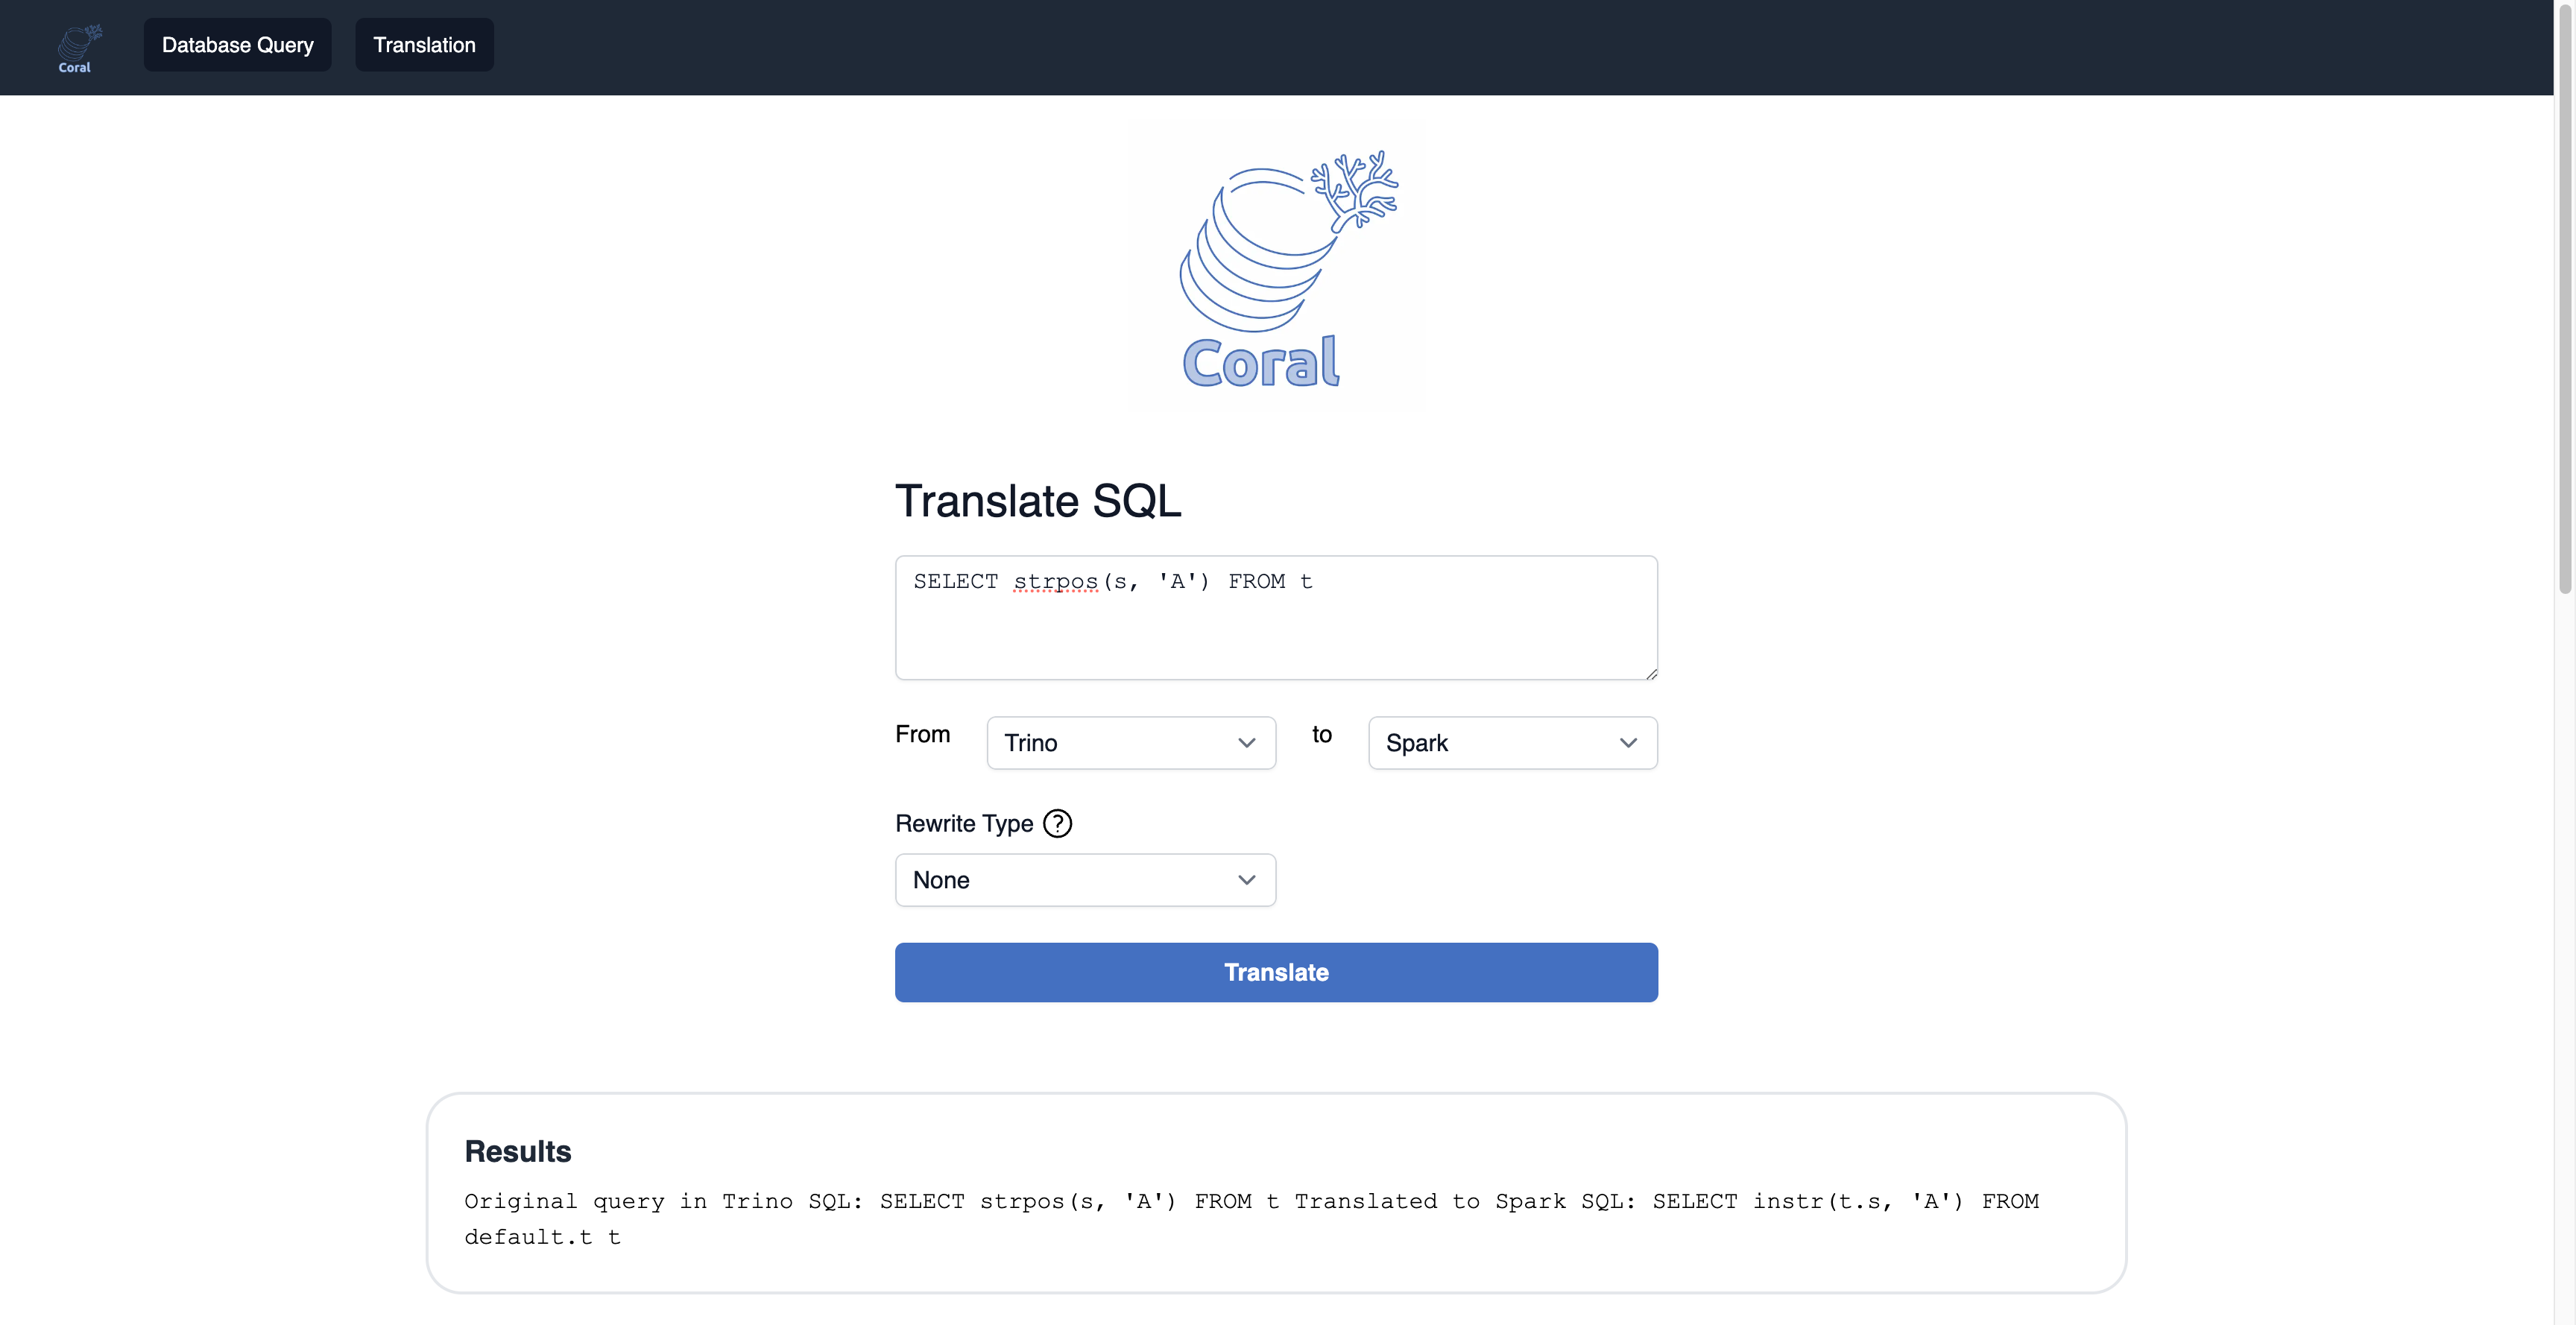 Coral
Database Query
Translation
Coral
Translate SQL
SELECT strpos(s, 'A') FROM t
From
Trino
to
Spark
Rewrite Type ?
None
Translate
Results
Original query in Trino SQL: SELECT strpos(s, 'A') FROM t Translated to Spark SQL: SELECT instr(t.s, 'A') FROM
default.t t